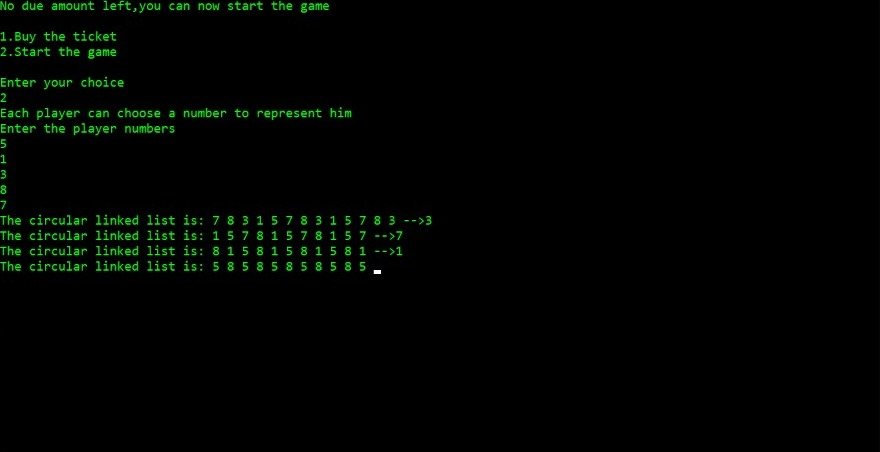 No due amount left,you can now start the game
1.Buy the ticket
2.Start the game
Enter your choice
2
Each player can choose a number to represent him
Enter the player numbers
5
1
3
8
7
The circular linked list is: 7 8 3 1 5 7 8 3 1 5 7 8 3 -->3
The circular linked list is: 1 5 7 8 1 5 7 8 1 5 7 -->7
The circular linked list is: 8 1 5 8 1 5 8 1 5 8 1 -->1
The circular linked list is: 5 8 5 8 5 8 5 8 5 8 5